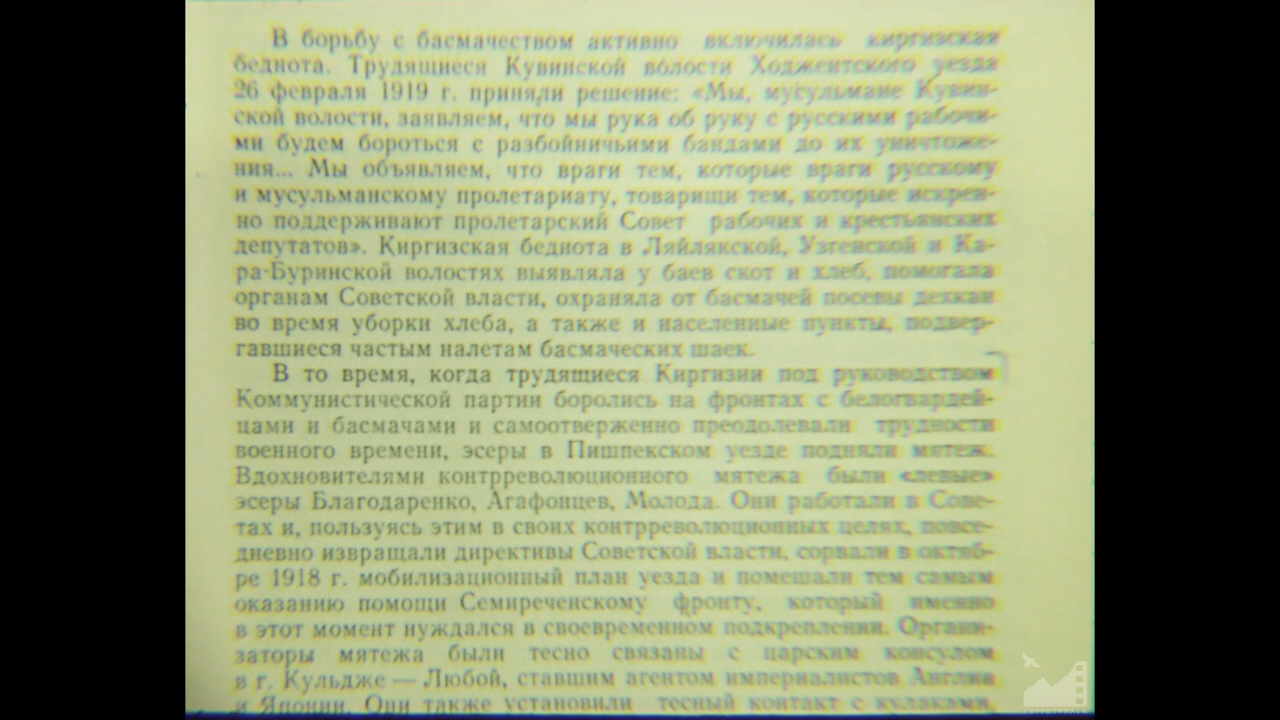 В борьбу с басмачеством активно включилась киргизская
беднота. Трудящиеся Кувинской волости Ходжентского уезда
26 февраля 1919 г. приняли решение: «Мы, мусульмане Кувин-
ской волости, заявляем, что мы рука об руку с русскими рабочи-
ми будем бороться с разбойничьими бандами до их уничтоже-
ния... Мы объявляем, что враги тем, которые враги русскому
и мусульманскому пролетариату, товарищи тем, которые искрен-
но поддерживают пролетарский Совет рабочих и крестьянских
депутатов». Киргизская беднота в Ляйлякской, Узгенской и Ка-
ра-Буринской волостях выявляла у баев скот и хлеб, помогала
органам Советской власти, охраняла от басмачей посевы дехкан
во время уборки хлеба, а также и населенные пункты, подвер-
гавшиеся частым налетам басмаческих шаек.
В то время, когда трудящиеся Киргизии под руководством
Коммунистической партии боролись на фронтах с белогвардей-
цами и басмачами и самоотверженно преодолевали трудности
военного времени, эсеры в Пишпекском уезде подняли мятеж.
Вдохновителями контрреволюционного мятежа были «левые»
эсеры Благодаренко, Агафонцев, Молода. Они работали в Сове-
тах и, пользуясь этим в своих контрреволюционных целях, повсе-
дневно извращали директивы Советской власти, сорвали в октяб-
ре 1918 г. мобилизационный план уезда и помешали тем самым
оказанию помощи Семиреченскому фронту, который именно
в этот момент нуждался в своевременном подкреплении. Органи-
заторы мятежа были тесно связаны с царским консулом
в г. Кульдже — Любой, ставшим агентом империалистов Англии
и Японии. Они также установили тесный контакт с кулаками,